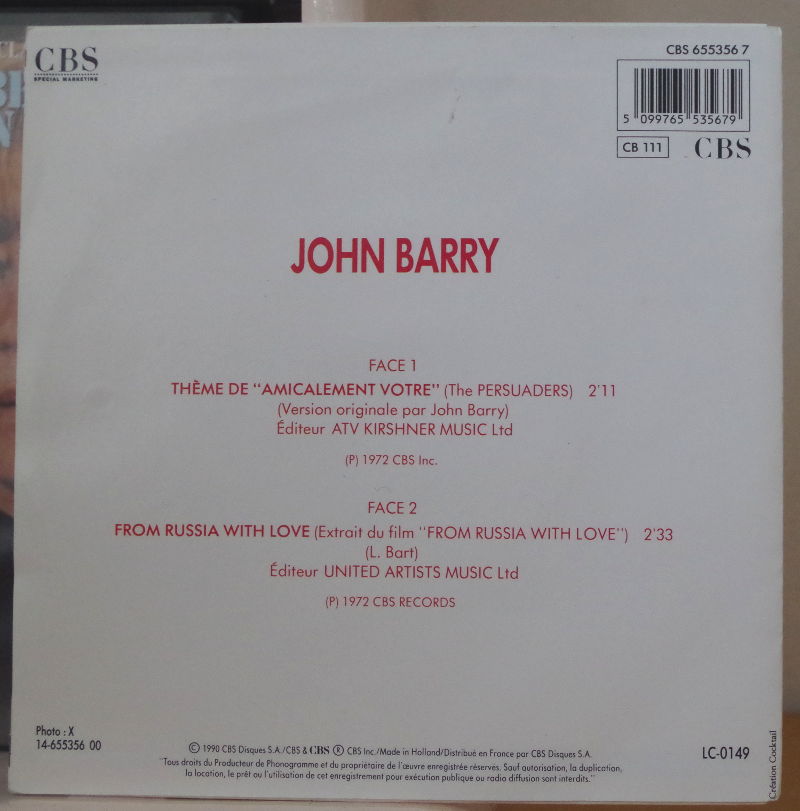 CBS
SPECIAL MARKETING
CBS 655356 7
5 099765 535679
CB 111 CBS
JOHN BARRY
FACE 1
THÈME DE "AMICALEMENT VOTRE" (The PERSUADERS) 2'11
(Version originale par John Barry)
Éditeur ATV KIRSHNER MUSIC Ltd
(P) 1972 CBS Inc.
FACE 2
FROM RUSSIA WITH LOVE (Extrait du film "FROM RUSSIA WITH LOVE") 2'33
(L. Bart)
Éditeur UNITED ARTISTS MUSIC Ltd
(P) 1972 CBS RECORDS
Photo : X
14-655356 00
© 1990 CBS Disques S.A./CBS & CBS ® CBS Inc./Made in Holland/Distribué en France par CBS Disques S.A.
"Tous droits du Producteur de Phonogramme et du propriétaire de l'œuvre enregistrée réservés. Sauf autorisation, la duplication,
la location, le prêt ou l'utilisation de cet enregistrement pour exécution publique ou radio diffusion sont interdits."
LC-0149
Création Cocktail